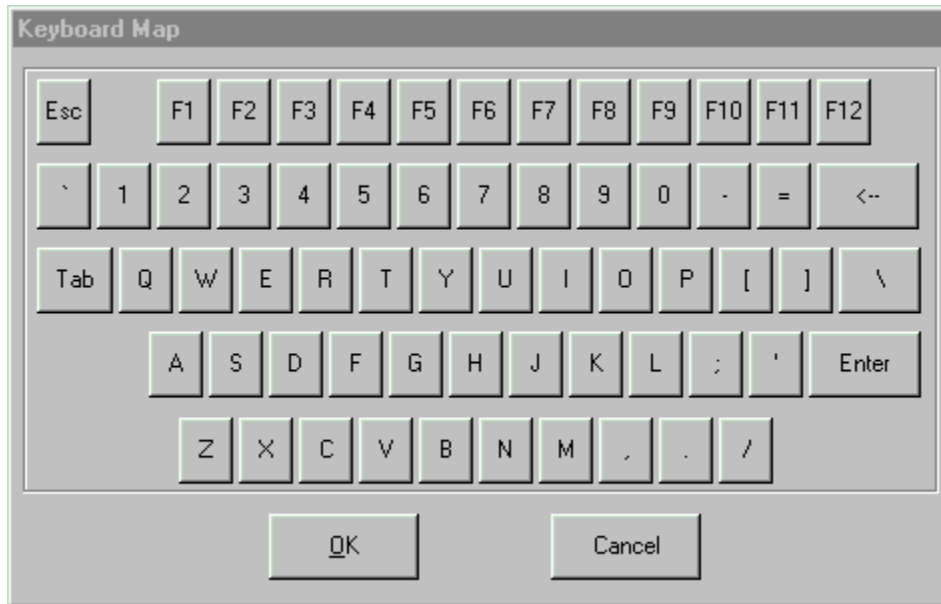 Keyboard Map
Esc F1 F2 F3 F4 F5 F6 F7 F8 F9 F10 F11 F12
` 1 2 3 4 5 6 7 8 9 0 - = <--
Tab Q W E R T Y U I O P [ ] \
A S D F G H J K L ; ' Enter
Z X C V B N M , . /
OK Cancel